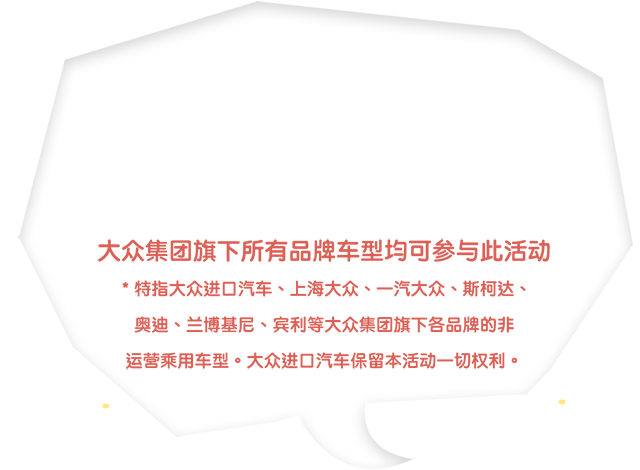 大众集团旗下所有品牌车型均可参与此活动
* 特指大众进口汽车、上海大众、一汽大众、斯柯达、
奥迪、兰博基尼、宾利等大众集团旗下各品牌的非
运营乘用车型。大众进口汽车保留本活动一切权利。